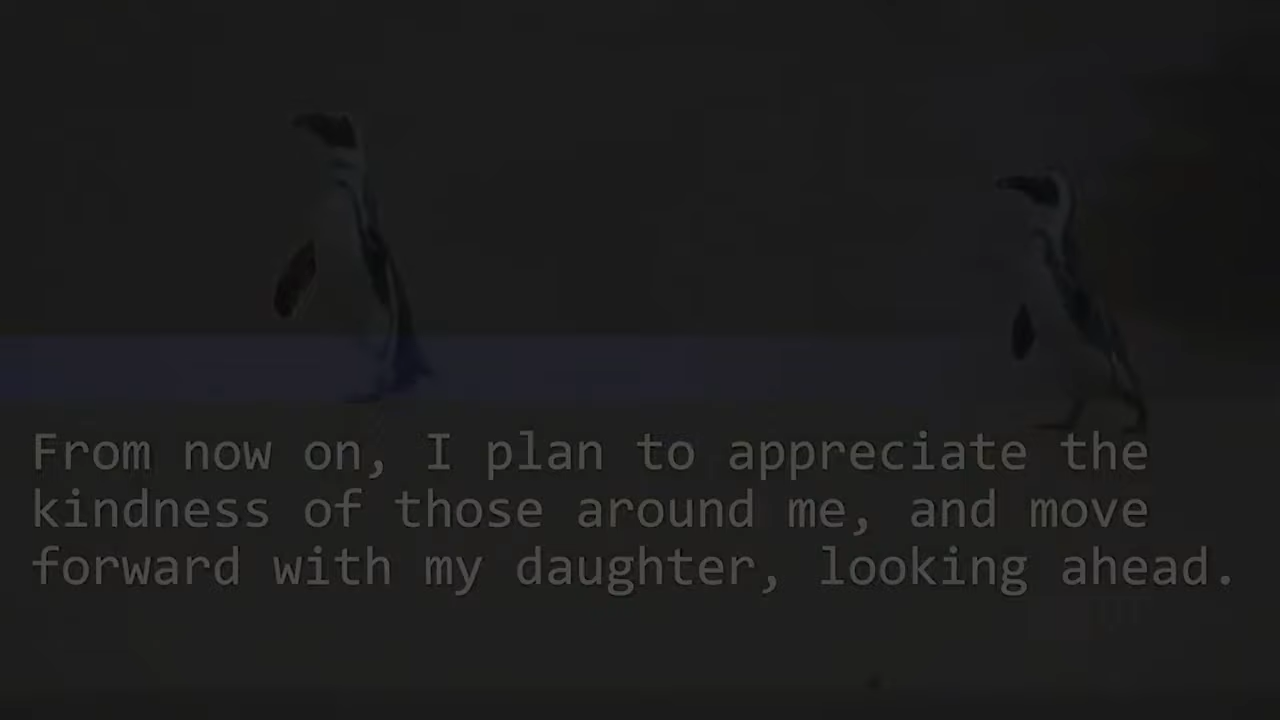 From now on, I plan to appreciate the
kindness of those around me, and move
forward with my daughter, looking ahead.